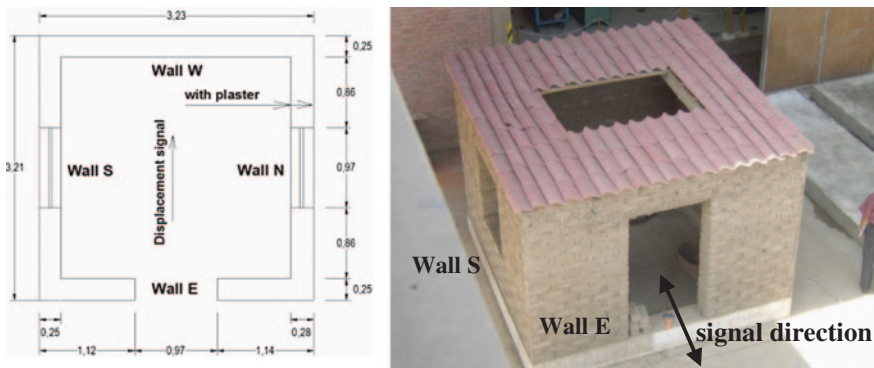 3,23
0,25
Wall W
with plaster
0,86
3,21
Wall S
Displacement signal
Wall N
0,97
0,86
Wall E
0,25
0,25
0,28
1,12
0,97
1,14
Wall S
Wall E
signal direction